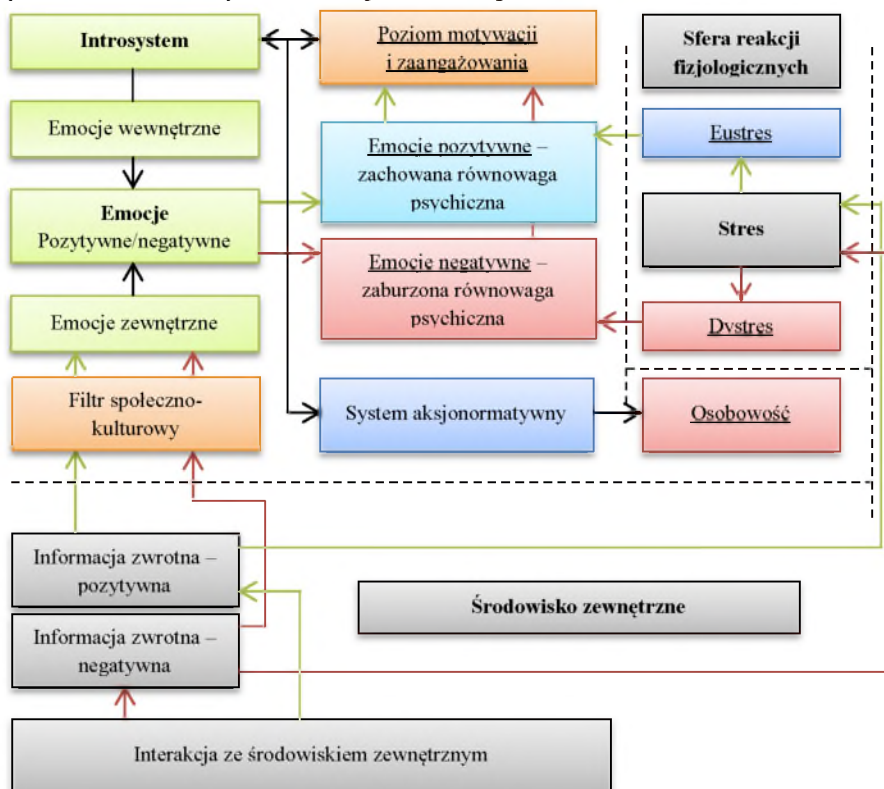 Introsystem
Poziom motywacji
i zaangażowania
Sfera reakcji
fizjologicznych
Emocje wewnętrzne
Emocje pozytywne –
zachowana równowaga
psychiczna
Eustres
Emocje
Pozytywne/negatywne
Stres
Emocje negatywne –
zaburzona równowaga
psychiczna
Emocje zewnętrzne
Dystres
Filtr społeczno-
kulturowy
System aksjonormatywny
Osobowość
Informacja zwrotna –
pozytywna
Środowisko zewnętrzne
Informacja zwrotna –
negatywna
Interakcja ze środowiskiem zewnętrznym